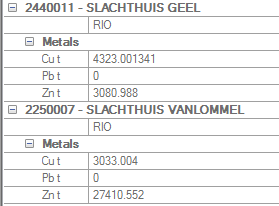 2440011 - SLACHTHUIS GEEL
RIO
Metals
Cu t 4323.001341
Pb t 0
Zn t 3080.988
2250007 - SLACHTHUIS VANLOMMEL
RIO
Metals
Cu t 3033.004
Pb t 0
Zn t 27410.552